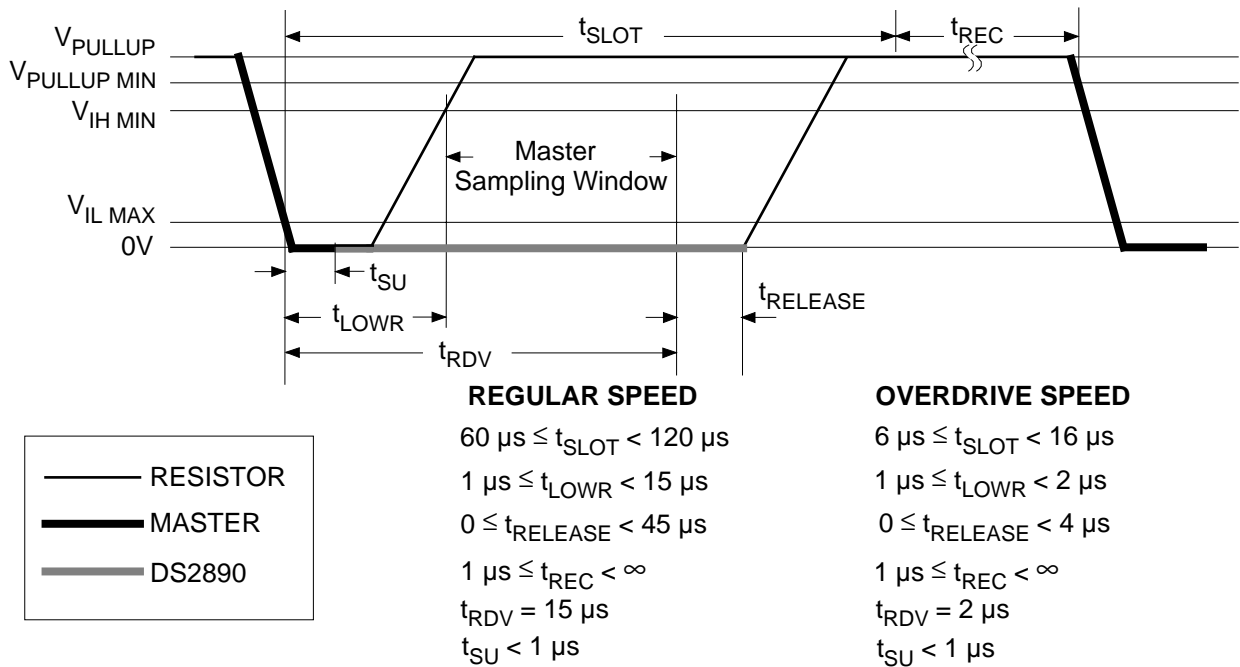 tSLOT
tREC
VPULLUP
VPULLUP MIN
VIH MIN
Master
Sampling Window
VIL MAX
0V
tSU
tRELEASE
tLOWR
tRDV
REGULAR SPEED
60 µs ≤ tSLOT < 120 µs
1 µs ≤ tLOWR < 15 µs
0 ≤ tRELEASE < 45 µs
1 µs ≤ tREC < ∞
tRDV = 15 µs
tSU < 1 µs
OVERDRIVE SPEED
6 µs ≤ tSLOT < 16 µs
1 µs ≤ tLOWR < 2 µs
0 ≤ tRELEASE < 4 µs
1 µs ≤ tREC < ∞
tRDV = 2 µs
tSU < 1 µs
RESISTOR
MASTER
DS2890